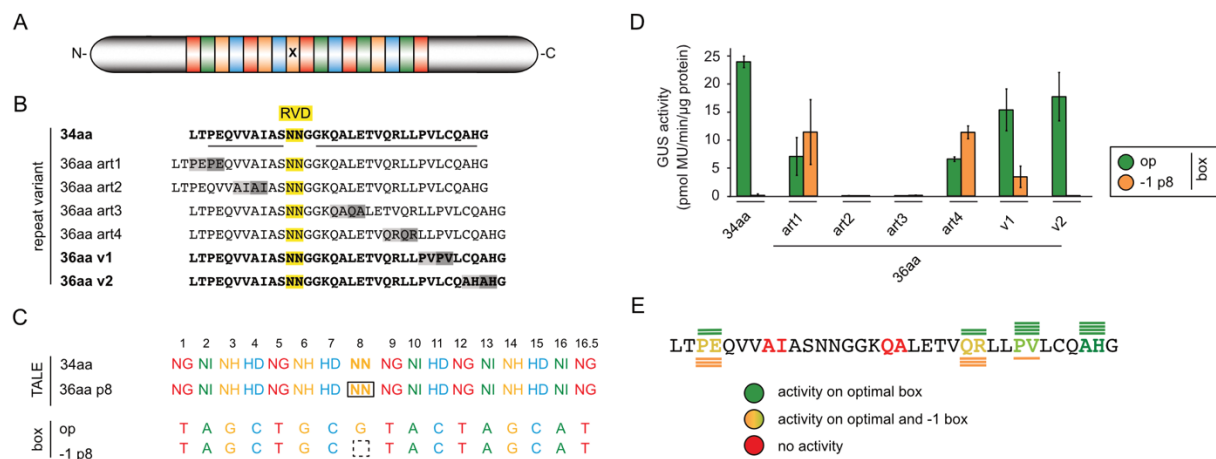 A
N-
X
-C
B
RVD
repeat variant
34aa LTPEQVVAIASNNGGKQALETVQRLLPVLCQAHG
36aa art1 LTPEPEQVVAIASNNGGKQALETVQRLLPVLCQAHG
36aa art2 LTPEQVVAIAIASNNGGKQALETVQRLLPVLCQAHG
36aa art3 LTPEQVVAIASNNGGKQAQALETVQRLLPVLCQAHG
36aa art4 LTPEQVVAIASNNGGKQALETVQRQRLLPVLCQAHG
36aa v1 LTPEQVVAIASNNGGKQALETVQRLLPVPVLCQAHG
36aa v2 LTPEQVVAIASNNGGKQALETVQRLLPVLCQAHAHG
C
1 2 3 4 5 6 7 8 9 10 11 12 13 14 15 16 16.5
TALE
34aa NG NI NH HD NG NH HD NN NG NI HD NG NI NH HD NI NG
36aa p8 NG NI NH HD NG NH HD NN NG NI HD NG NI NH HD NI NG
box
op T A G C T G C G T A C T A G C A T
-1 p8 T A G C T G C T A C T A G C A T
D
GUS activity
(pmol MU/min/µg protein)
25
20
15
10
5
0
34aa art1 art2 art3 art4 v1 v2
36aa
op
-1 p8
box
E
LTPEQVVAIASNNGGKQALETVQRLLPVLCQAHG
activity on optimal box
activity on optimal and -1 box
no activity